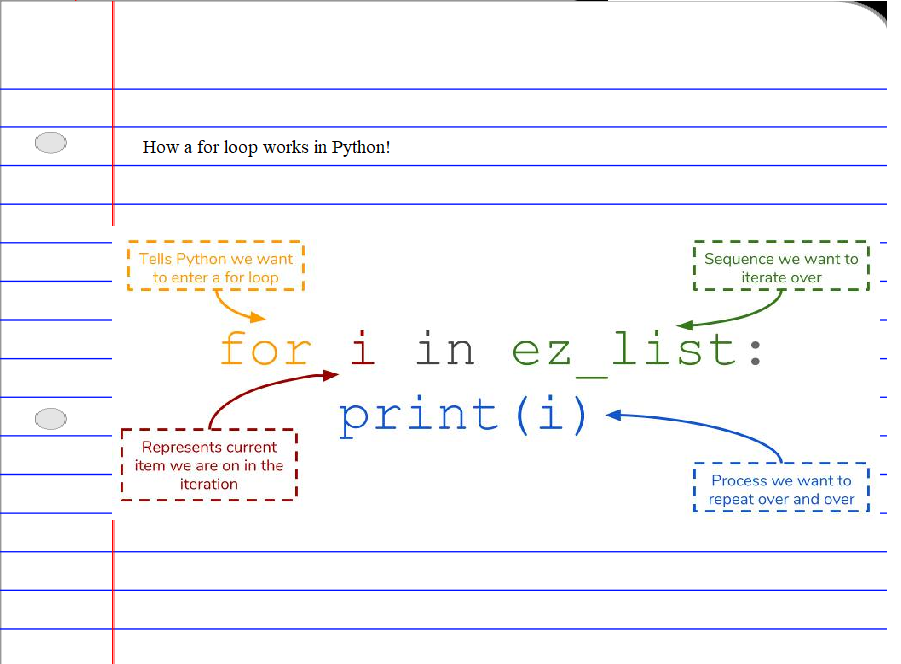 How a for loop works in Python!
Tells Python we want
to enter a for loop
Sequence we want to
iterate over
for i in ez_list:
print(i)
Represents current
item we are on in the
iteration
Process we want to
repeat over and over